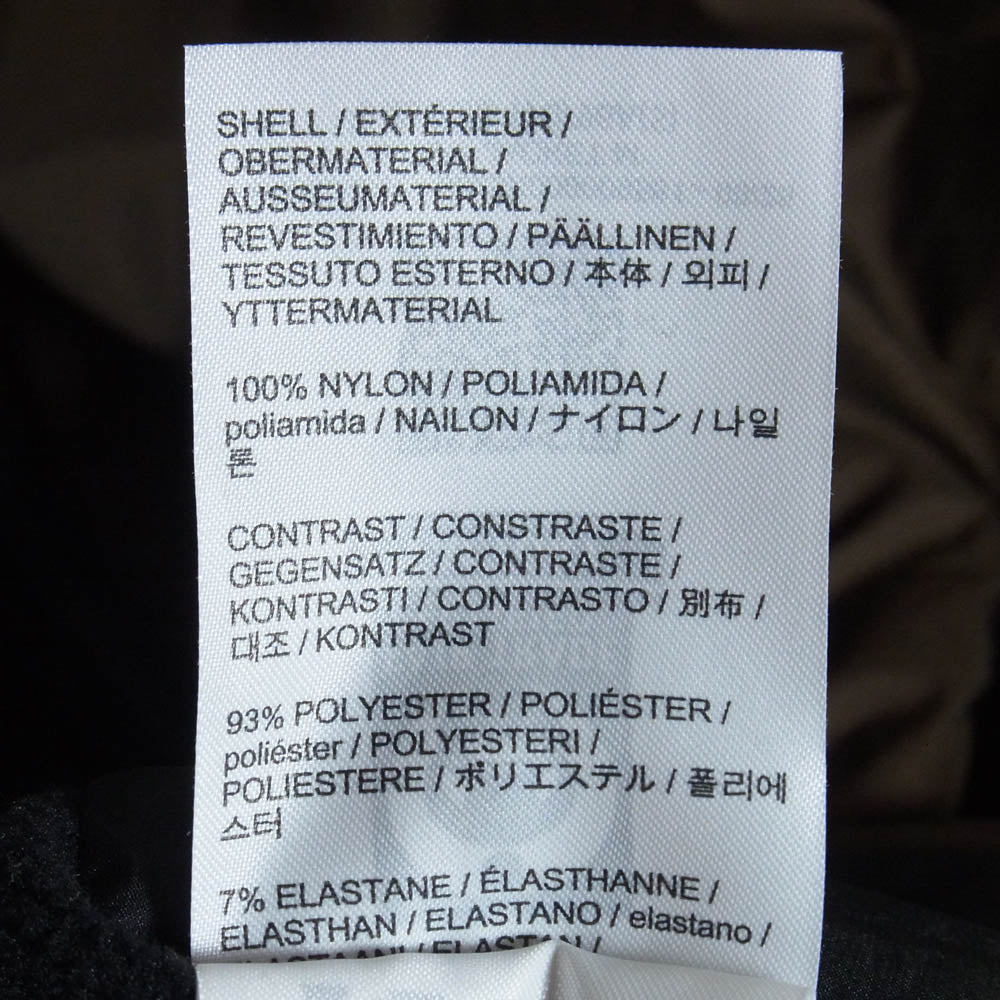 SHELL / EXTÉRIEUR /
OBERMATERIAL /
AUSSEUMATERIAL /
REVESTIMIENTO / PÄÄLLINEN /
TESSUTO ESTERNO / 本体 / 외피 /
YTTERMATERIAL
100% NYLON / POLIAMIDA /
poliamida / NAILON / ナイロン / 나일
론
CONTRAST / CONSTRASTE /
GEGENSATZ / CONTRASTE /
KONTRASTI / CONTRASTO / 別布 /
대조 / KONTRAST
93% POLYESTER / POLIÉSTER /
poliéster / POLYESTERI /
POLIESTERE / ポリエステル / 폴리에
스터
7% ELASTANE / ÉLASTHANNE /
ELASTHAN / ELASTANO / elastano /